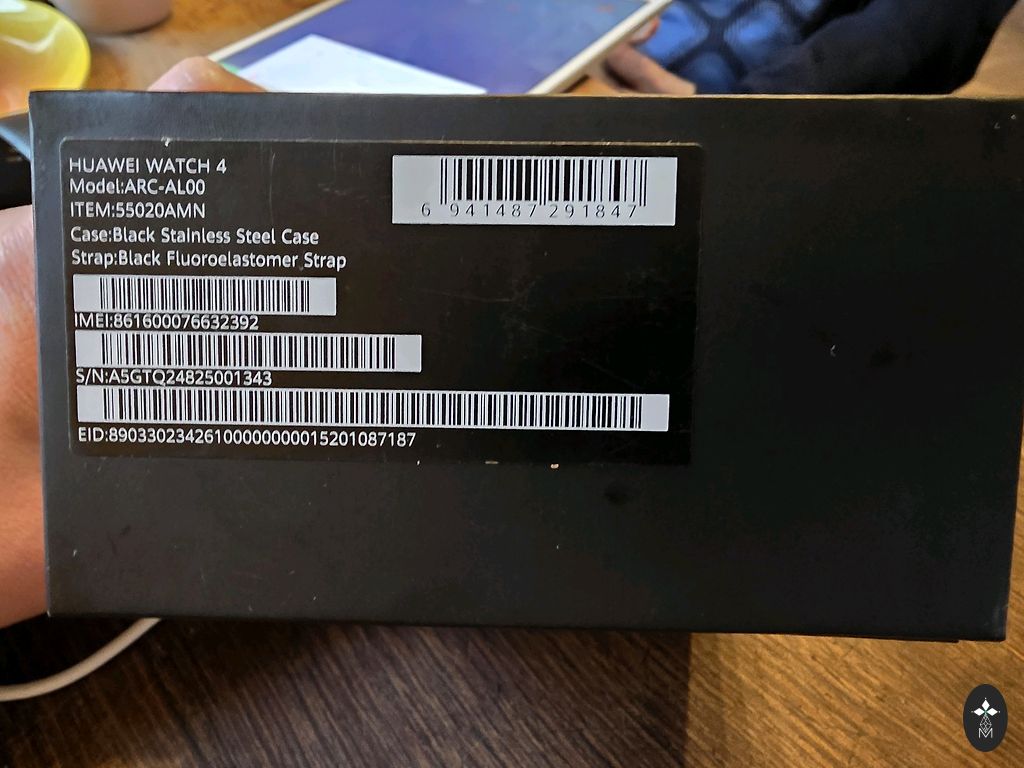 HUAWEI WATCH 4
Model:ARC-AL00
ITEM:55020AMN
Case:Black Stainless Steel Case
Strap:Black Fluoroelastomer Strap
6 941487 291847
IMEI:861600076632392
S/N:A5GTQ24825001343
EID:89033023426100000000015201087187
M